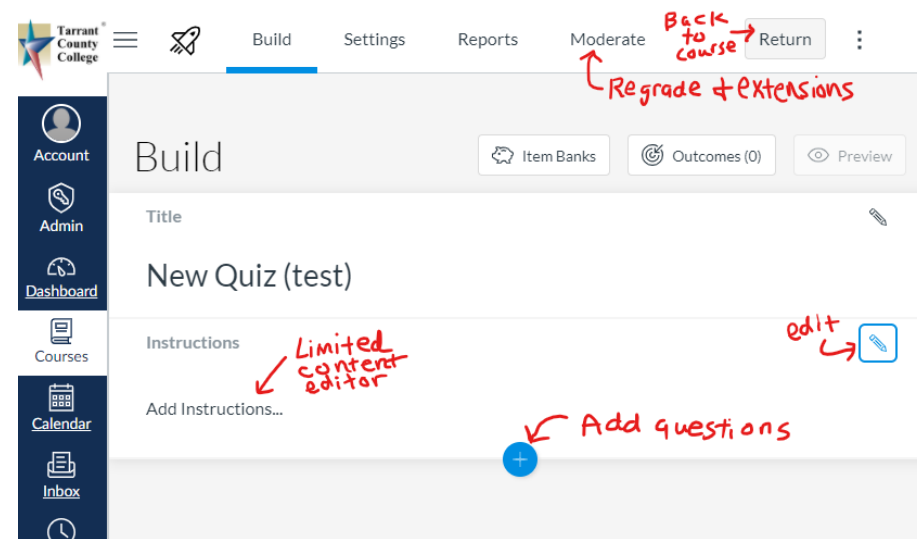 Tarrant
County
College
Build Settings Reports Moderate Back to course Return
Regrade + extensions
Account
Admin
Dashboard
Courses
Calendar
Inbox
Build
Item Banks Outcomes (0) Preview
Title
New Quiz (test)
Instructions
edit
Limited
content
editor
Add Instructions...
Add questions